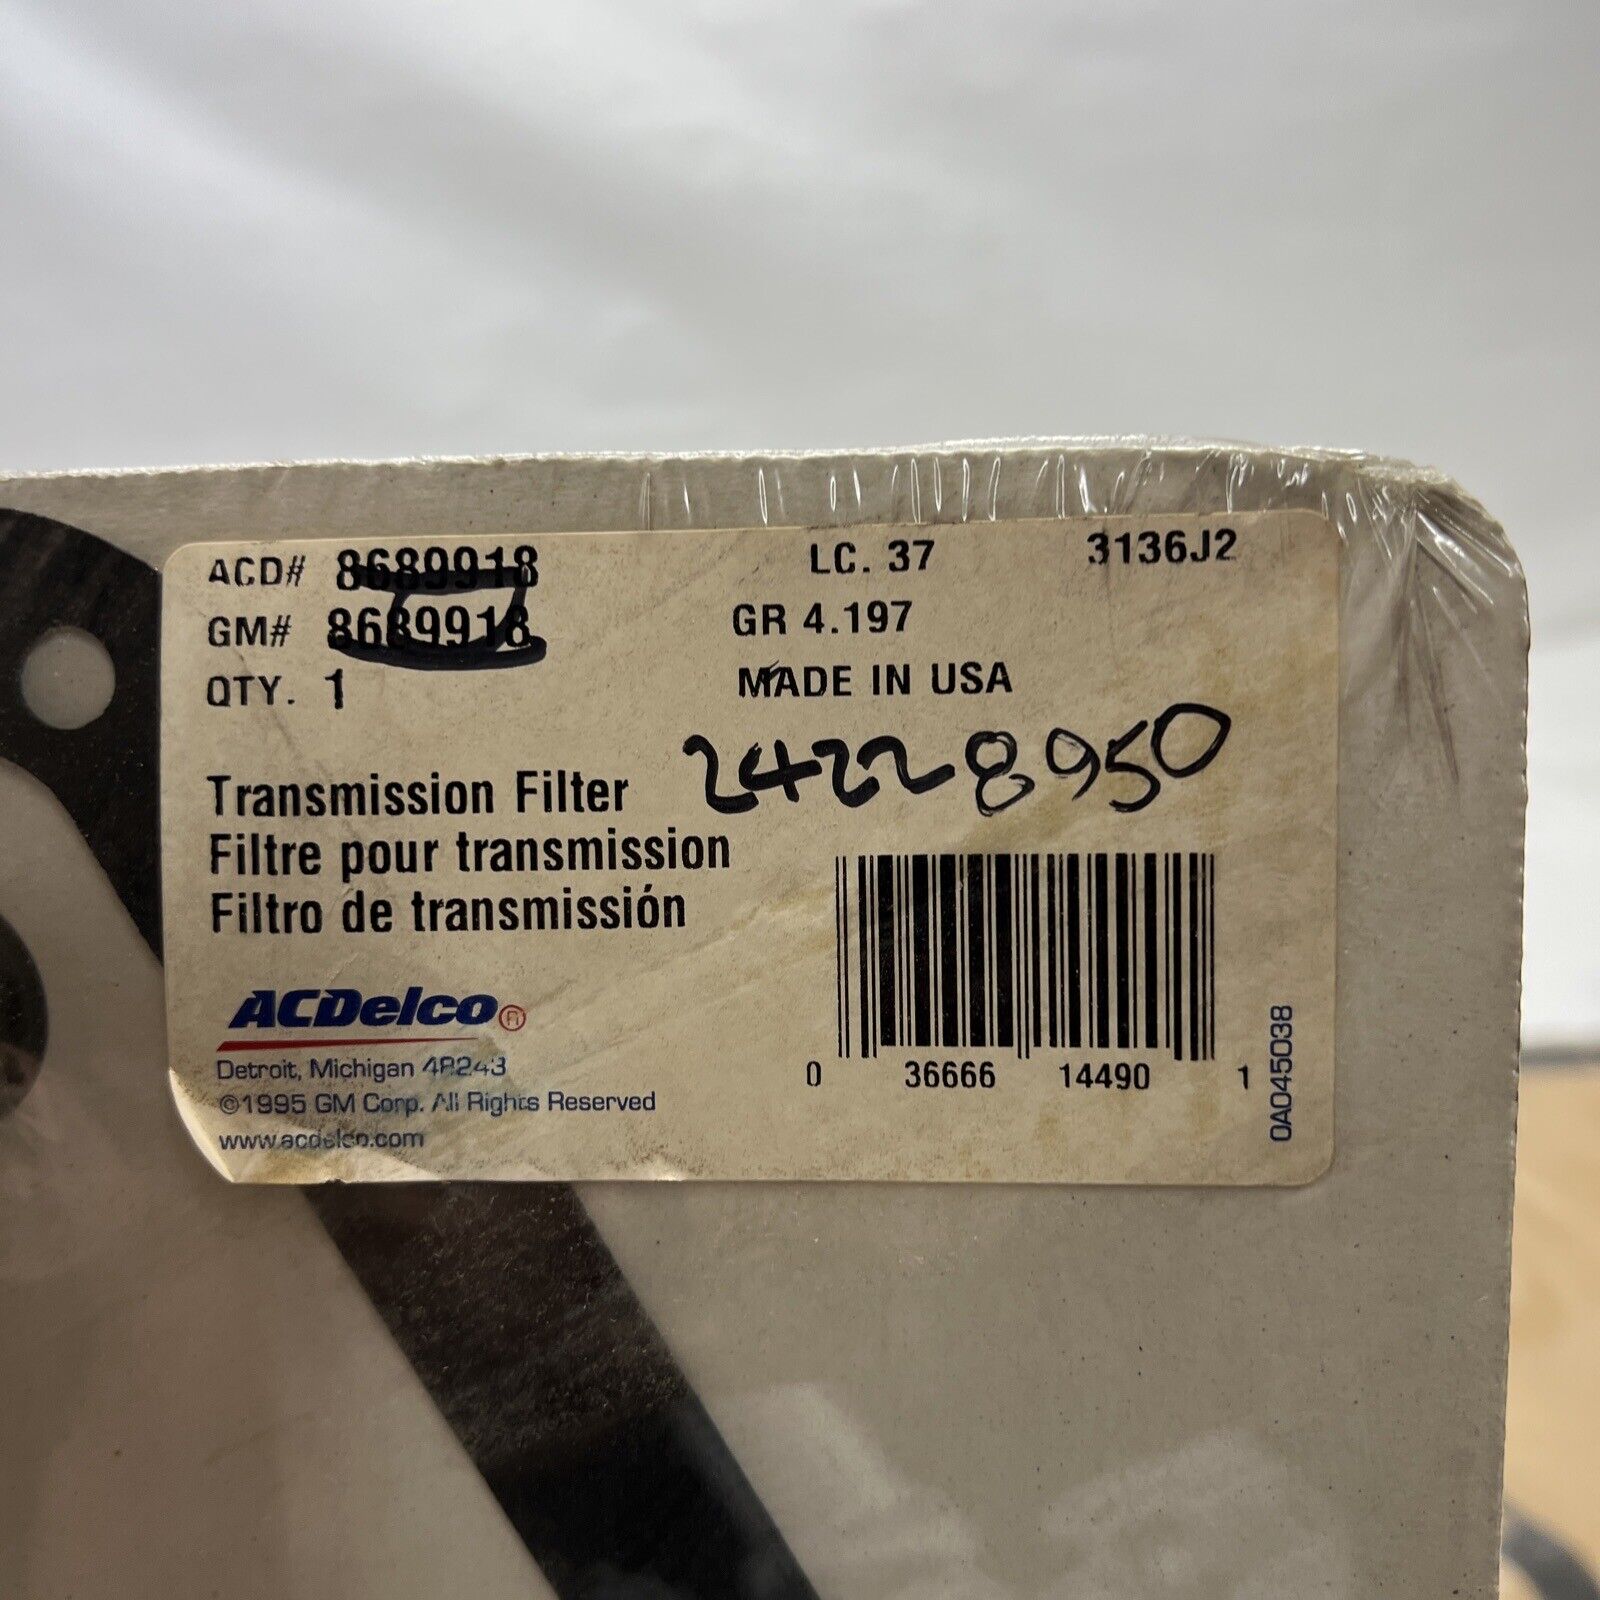 ACD# 8689918 LC. 37 3136J2
GM# 8689918 GR 4.197
QTY. 1 MADE IN USA
24228950
Transmission Filter
Filtre pour transmission
Filtro de transmissión
ACDelco®
Detroit, Michigan 48243
©1995 GM Corp. All Rights Reserved
www.acdelco.com
0 36666 14490 1
0A045038